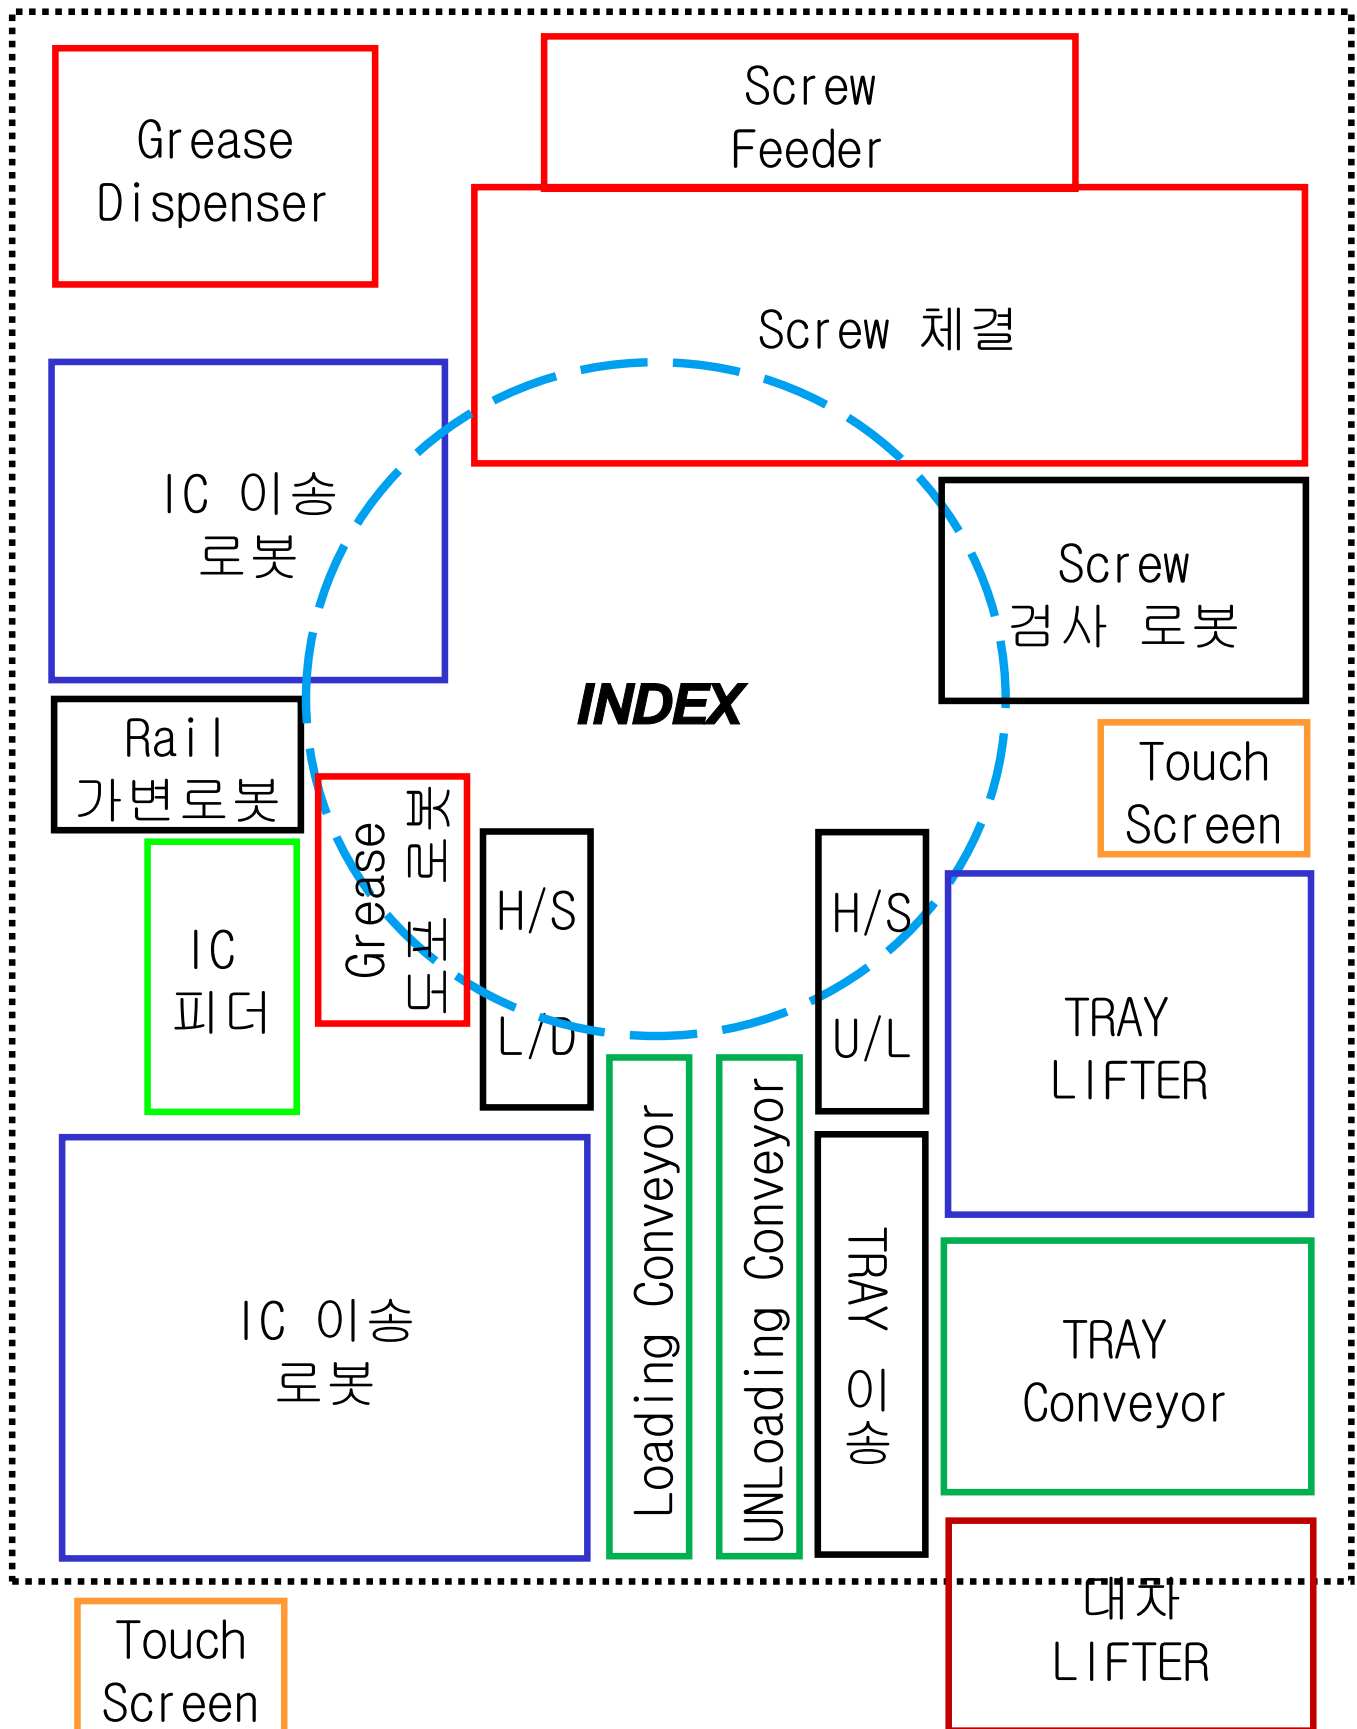 Screw
Feeder
Grease
Dispenser
Screw 체결
IC 이송
로봇
Screw
검사 로봇
INDEX
Rail
가변로봇
Touch
Screen
Grease
도포 로봇
H/S
L/D
H/S
U/L
IC
피더
TRAY
LIFTER
Loading Conveyor
UNLoading Conveyor
TRAY 이송
IC 이송
로봇
TRAY
Conveyor
대차
LIFTER
Touch
Screen